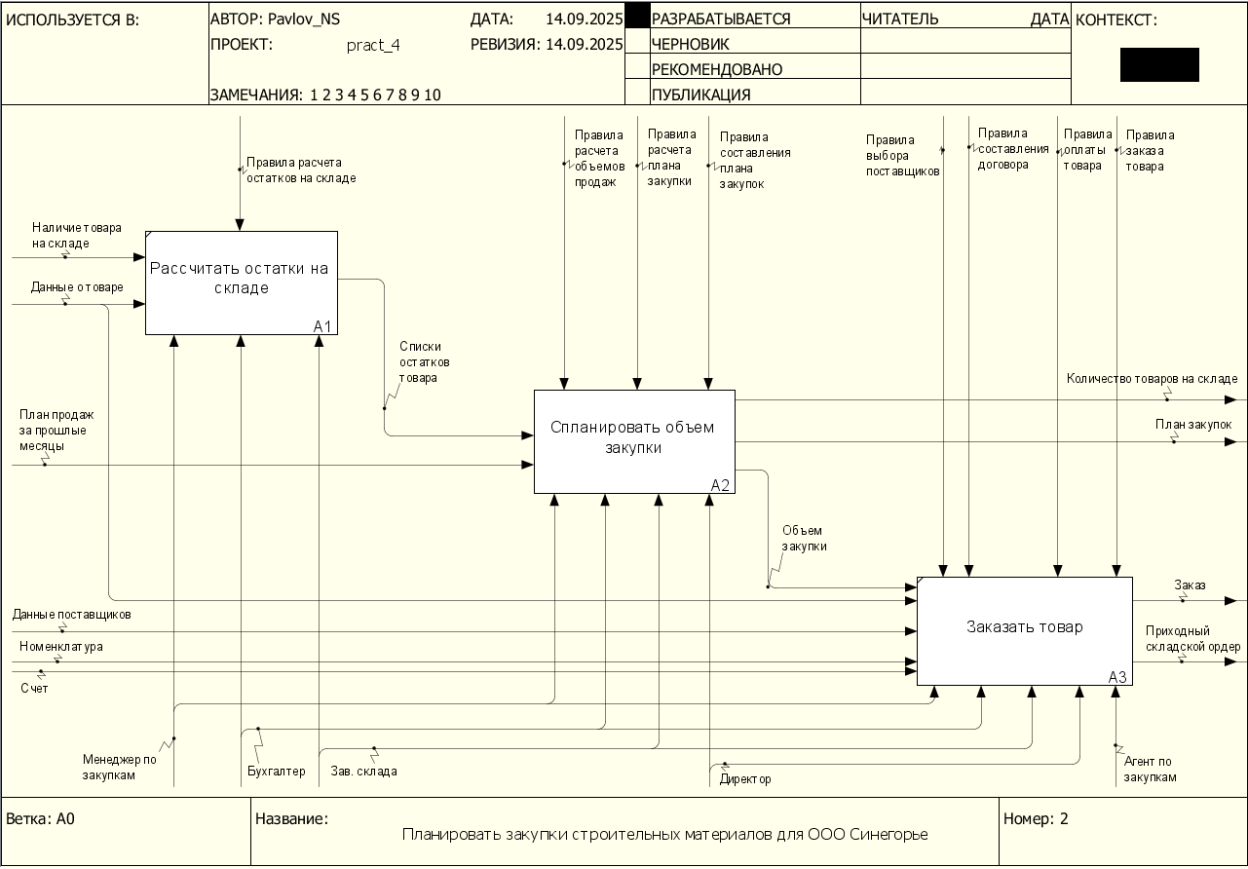 ИСПОЛЬЗУЕТСЯ В:
АВТОР: Pavlov_NS
ДАТА: 14.09.2025
ПРОЕКТ: pract_4
РЕВИЗИЯ: 14.09.2025
ЗАМЕЧАНИЯ: 1 2 3 4 5 6 7 8 9 10
РАЗРАБАТЫВАЕТСЯ
ЧЕРНОВИК
РЕКОМЕНДОВАНО
ПУБЛИКАЦИЯ
ЧИТАТЕЛЬ
ДАТА
КОНТЕКСТ:
Правила расчета
остатков на складе
Правила
расчета
объемов
продаж
Правила
расчета
плана
закупки
Правила
составления
плана
закупок
Правила
выбора
поставщиков
Правила
составления
договора
Правила
оплаты
товара
Правила
заказа
товара
Наличие товара
на складе
Данные о товаре
Рассчитать остатки на
складе
A1
Списки
остатков
товара
План продаж
за прошлые
месяцы
Спланировать объем
закупки
A2
Количество товаров на складе
План закупок
Объем
закупки
Данные поставщиков
Номенклатура
Счет
Заказать товар
A3
Заказ
Приходный
складской ордер
Менеджер по
закупкам
Бухгалтер
Зав. склада
Директор
Агент по
закупкам
Ветка: A0
Название:
Планировать закупки строительных материалов для ООО Синегорье
Номер: 2